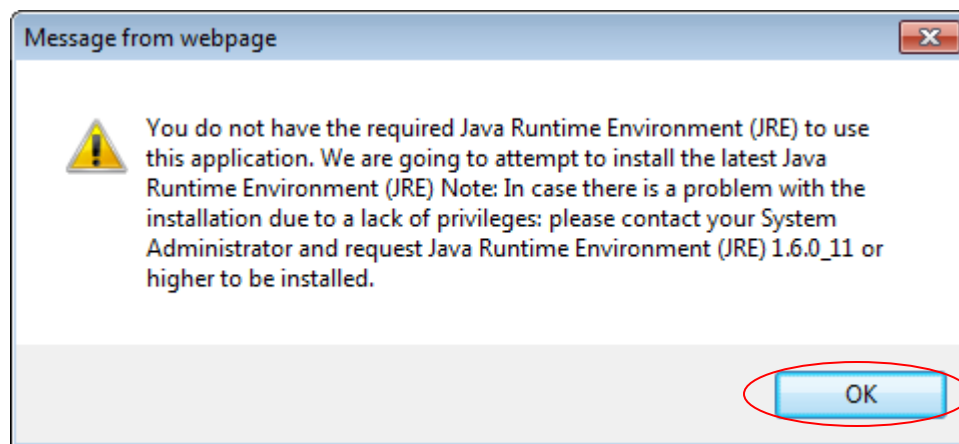 Message from webpage
You do not have the required Java Runtime Environment (JRE) to use
this application. We are going to attempt to install the latest Java
Runtime Environment (JRE) Note: In case there is a problem with the
installation due to a lack of privileges: please contact your System
Administrator and request Java Runtime Environment (JRE) 1.6.0_11 or
higher to be installed.
OK